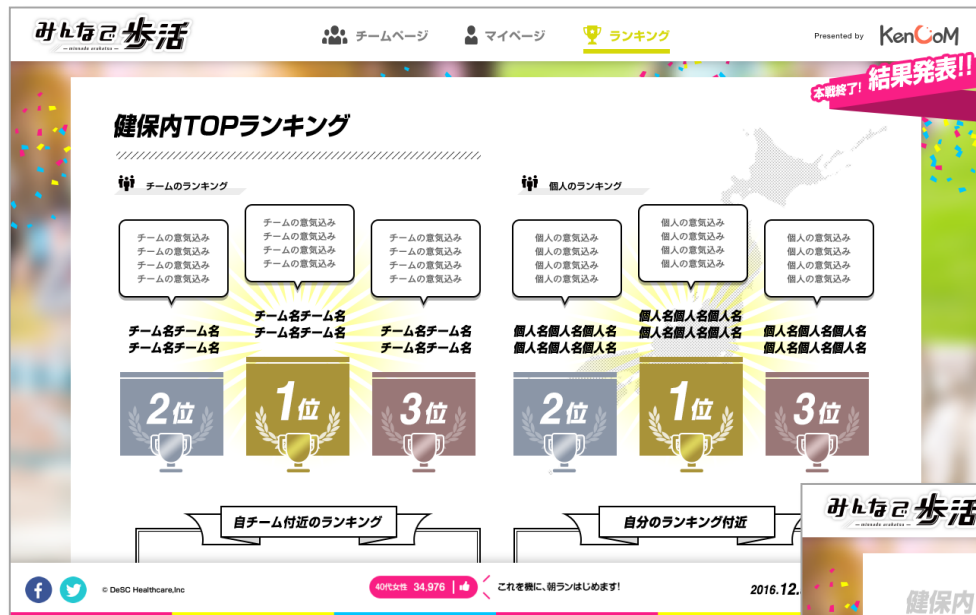 みんなで歩活
— minnade arukatsu —
チームページ
マイページ
ランキング
Presented by KenCoM
本戦終了! 結果発表!!
健保内TOPランキング
チームのランキング
チームの意気込み
チームの意気込み
チームの意気込み
チームの意気込み
チーム名チーム名
チーム名チーム名
2位
チームの意気込み
チームの意気込み
チームの意気込み
チームの意気込み
チーム名チーム名
チーム名チーム名
1位
チームの意気込み
チームの意気込み
チームの意気込み
チームの意気込み
チーム名チーム名
チーム名チーム名
3位
個人のランキング
個人の意気込み
個人の意気込み
個人の意気込み
個人の意気込み
個人名個人名個人名
個人名個人名個人名
2位
個人の意気込み
個人の意気込み
個人の意気込み
個人の意気込み
個人名個人名個人名
個人名個人名個人名
1位
個人の意気込み
個人の意気込み
個人の意気込み
個人の意気込み
個人名個人名個人名
個人名個人名個人名
3位
自チーム付近のランキング
自分のランキング付近
© DeSC Healthcare,Inc
40代女性 34,976
これを機に、朝ランはじめます!
2016.12.
みんなで歩活
— minnade arukatsu —
健保内